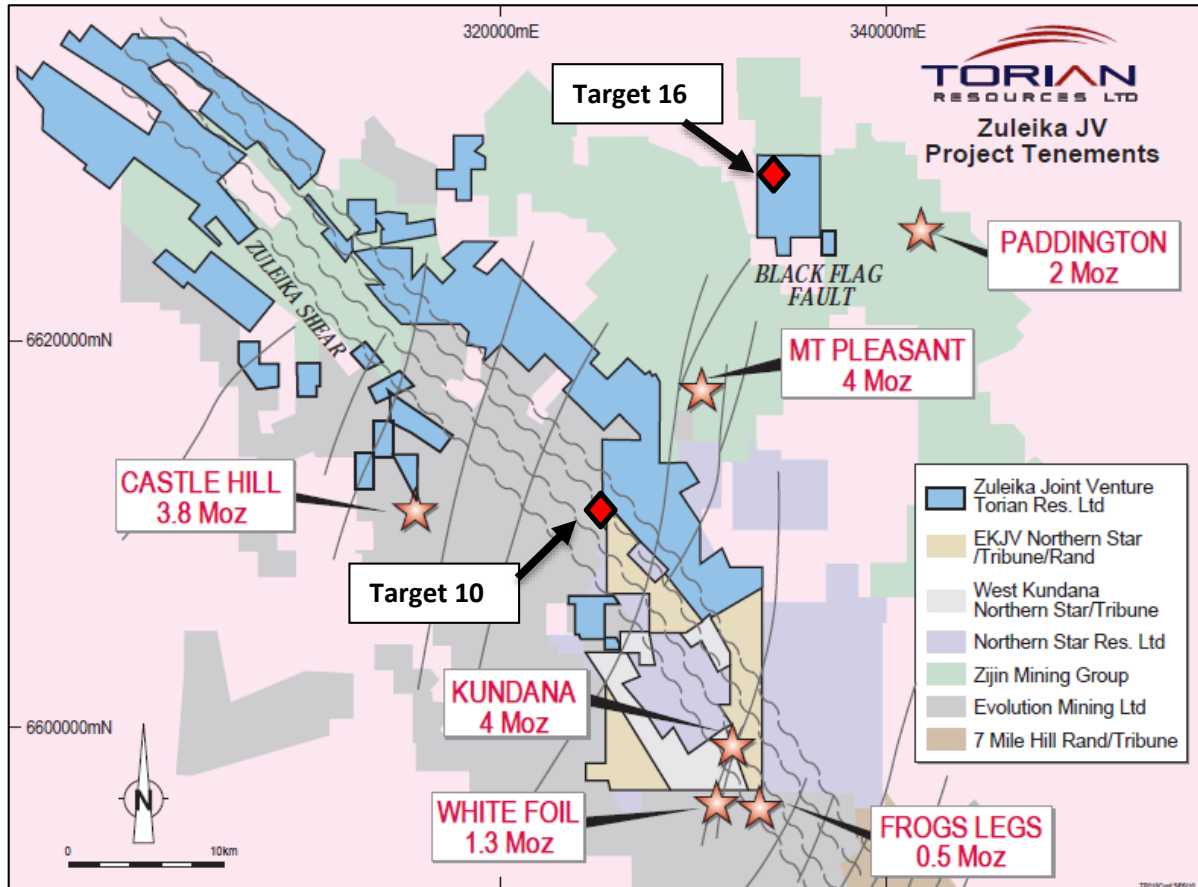 320000mE
340000mE
TORIAN
RESOURCES LTD
Zuleika JV
Project Tenements
Target 16
PADDINGTON
2 Moz
BLACK FLAG
FAULT
ZULEIKA SHEAR
6620000mN
MT PLEASANT
4 Moz
CASTLE HILL
3.8 Moz
Target 10
Zuleika Joint Venture
Torian Res. Ltd
EKJV Northern Star
/Tribune/Rand
West Kundana
Northern Star/Tribune
Northern Star Res. Ltd
Zijin Mining Group
Evolution Mining Ltd
7 Mile Hill Rand/Tribune
KUNDANA
4 Moz
6600000mN
N
WHITE FOIL
1.3 Moz
FROGS LEGS
0.5 Moz
0
10km